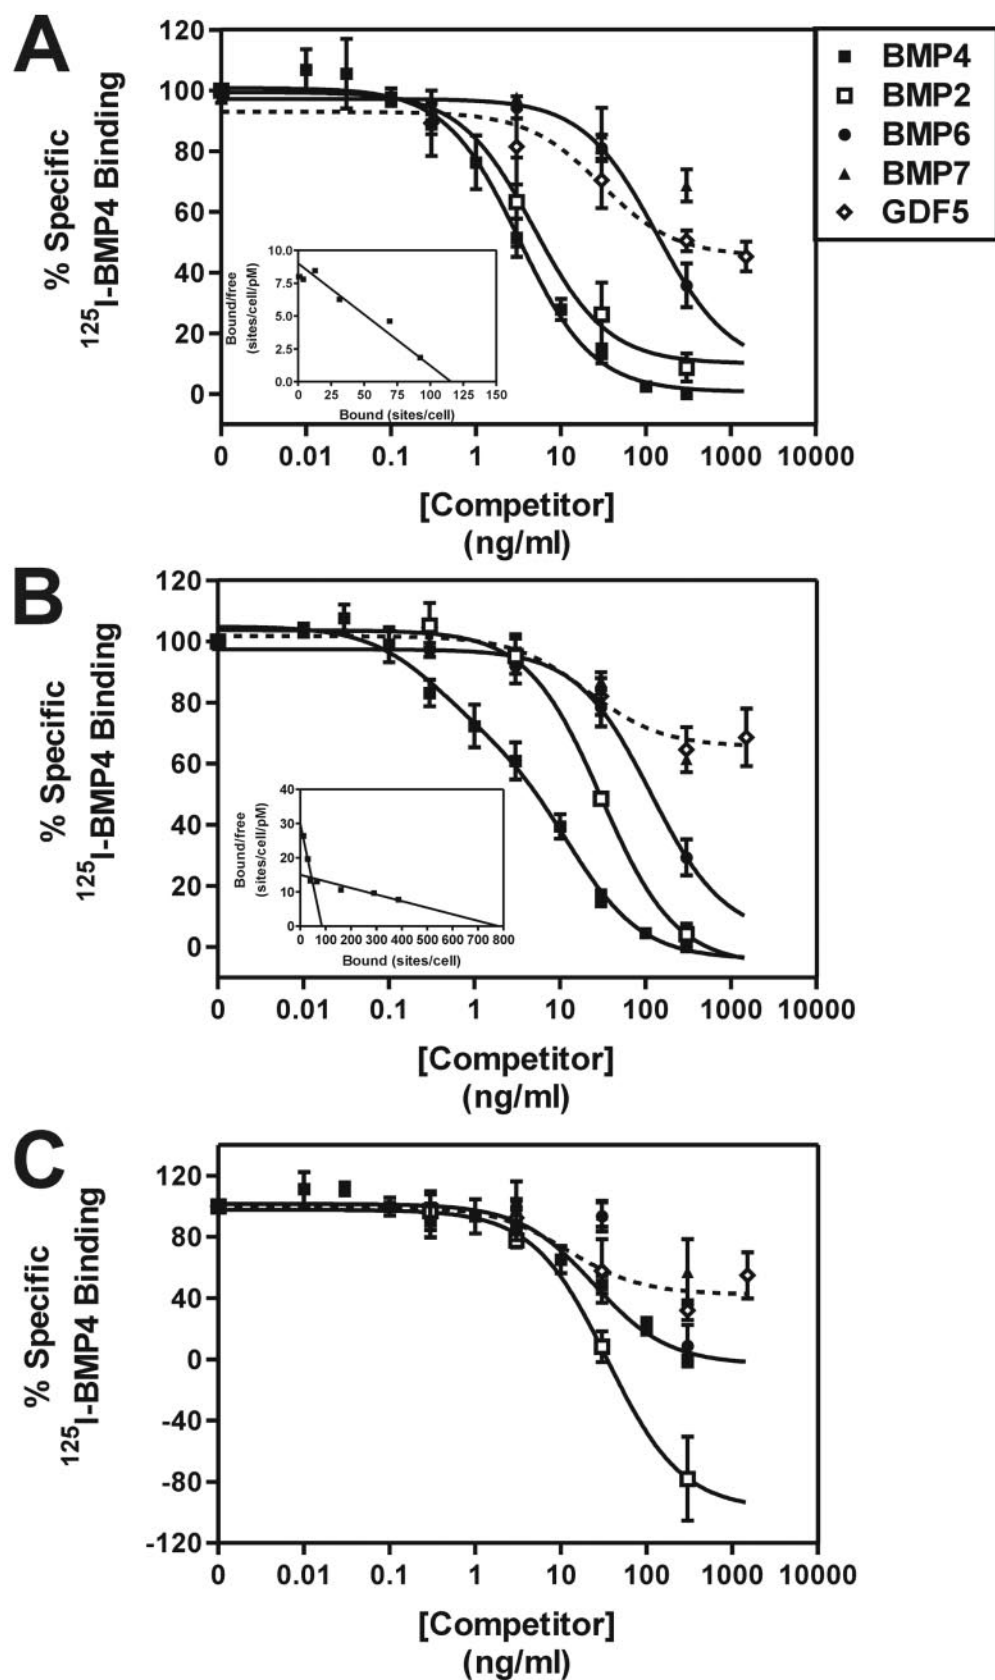 A
120
100
80
60
40
20
0
% Specific
¹²⁵I-BMP4 Binding
BMP4
BMP2
BMP6
BMP7
GDF5
10.0
7.5
5.0
2.5
0.0
Bound/free
(sites/cell/pM)
0 25 50 75 100 125 150
Bound (sites/cell)
0 0.01 0.1 1 10 100 1000 10000
[Competitor]
(ng/ml)
B
120
100
80
60
40
20
0
% Specific
¹²⁵I-BMP4 Binding
40
30
20
10
0
Bound/free
(sites/cell/pM)
0 100 200 300 400 500 600 700 800
Bound (sites/cell)
0 0.01 0.1 1 10 100 1000 10000
[Competitor]
(ng/ml)
C
120
80
40
0
-40
-80
-120
% Specific
¹²⁵I-BMP4 Binding
0 0.01 0.1 1 10 100 1000 10000
[Competitor]
(ng/ml)